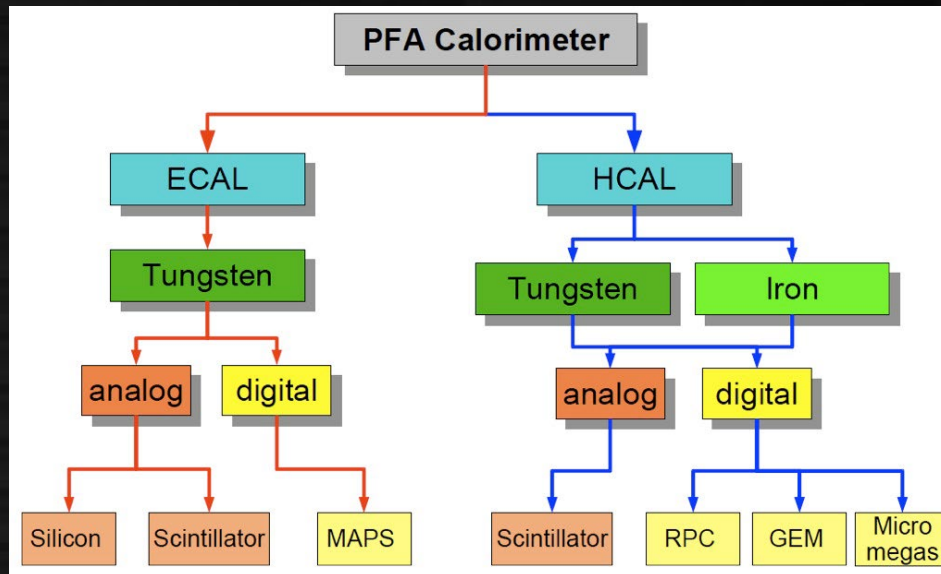 PFA Calorimeter
ECAL
HCAL
Tungsten
Tungsten
Iron
analog
digital
analog
digital
Silicon
Scintillator
MAPS
Scintillator
RPC
GEM
Micro
megas